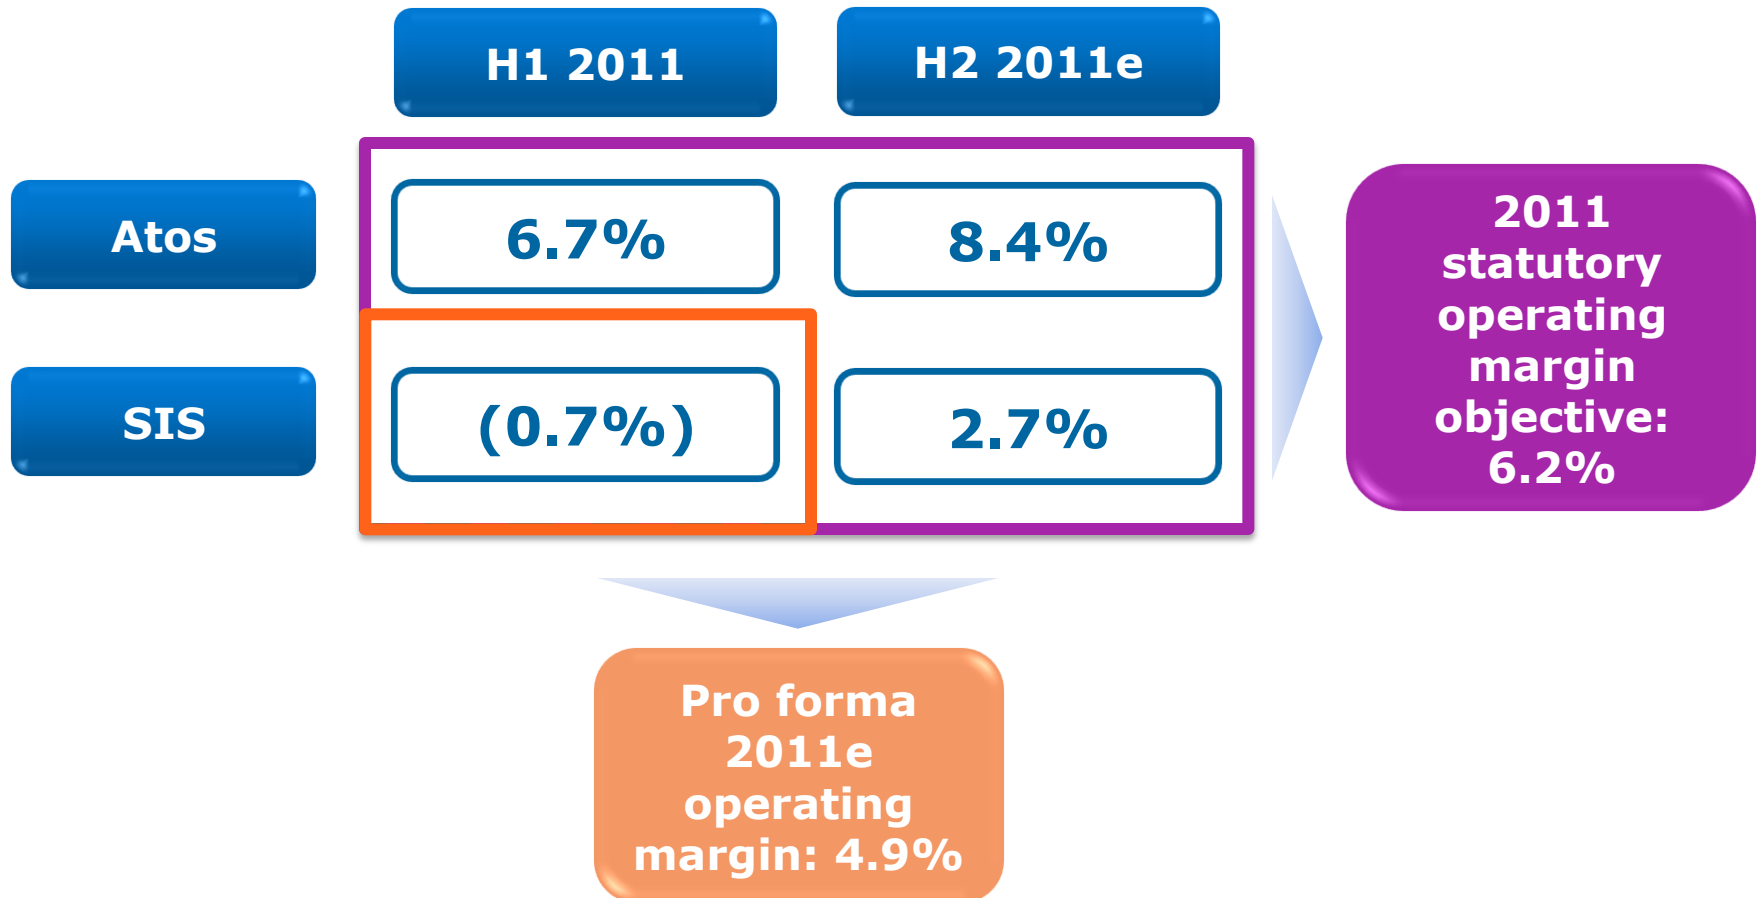 H1 2011
H2 2011e
Atos
6.7%
8.4%
SIS
(0.7%)
2.7%
2011
statutory
operating
margin
objective:
6.2%
Pro forma
2011e
operating
margin: 4.9%